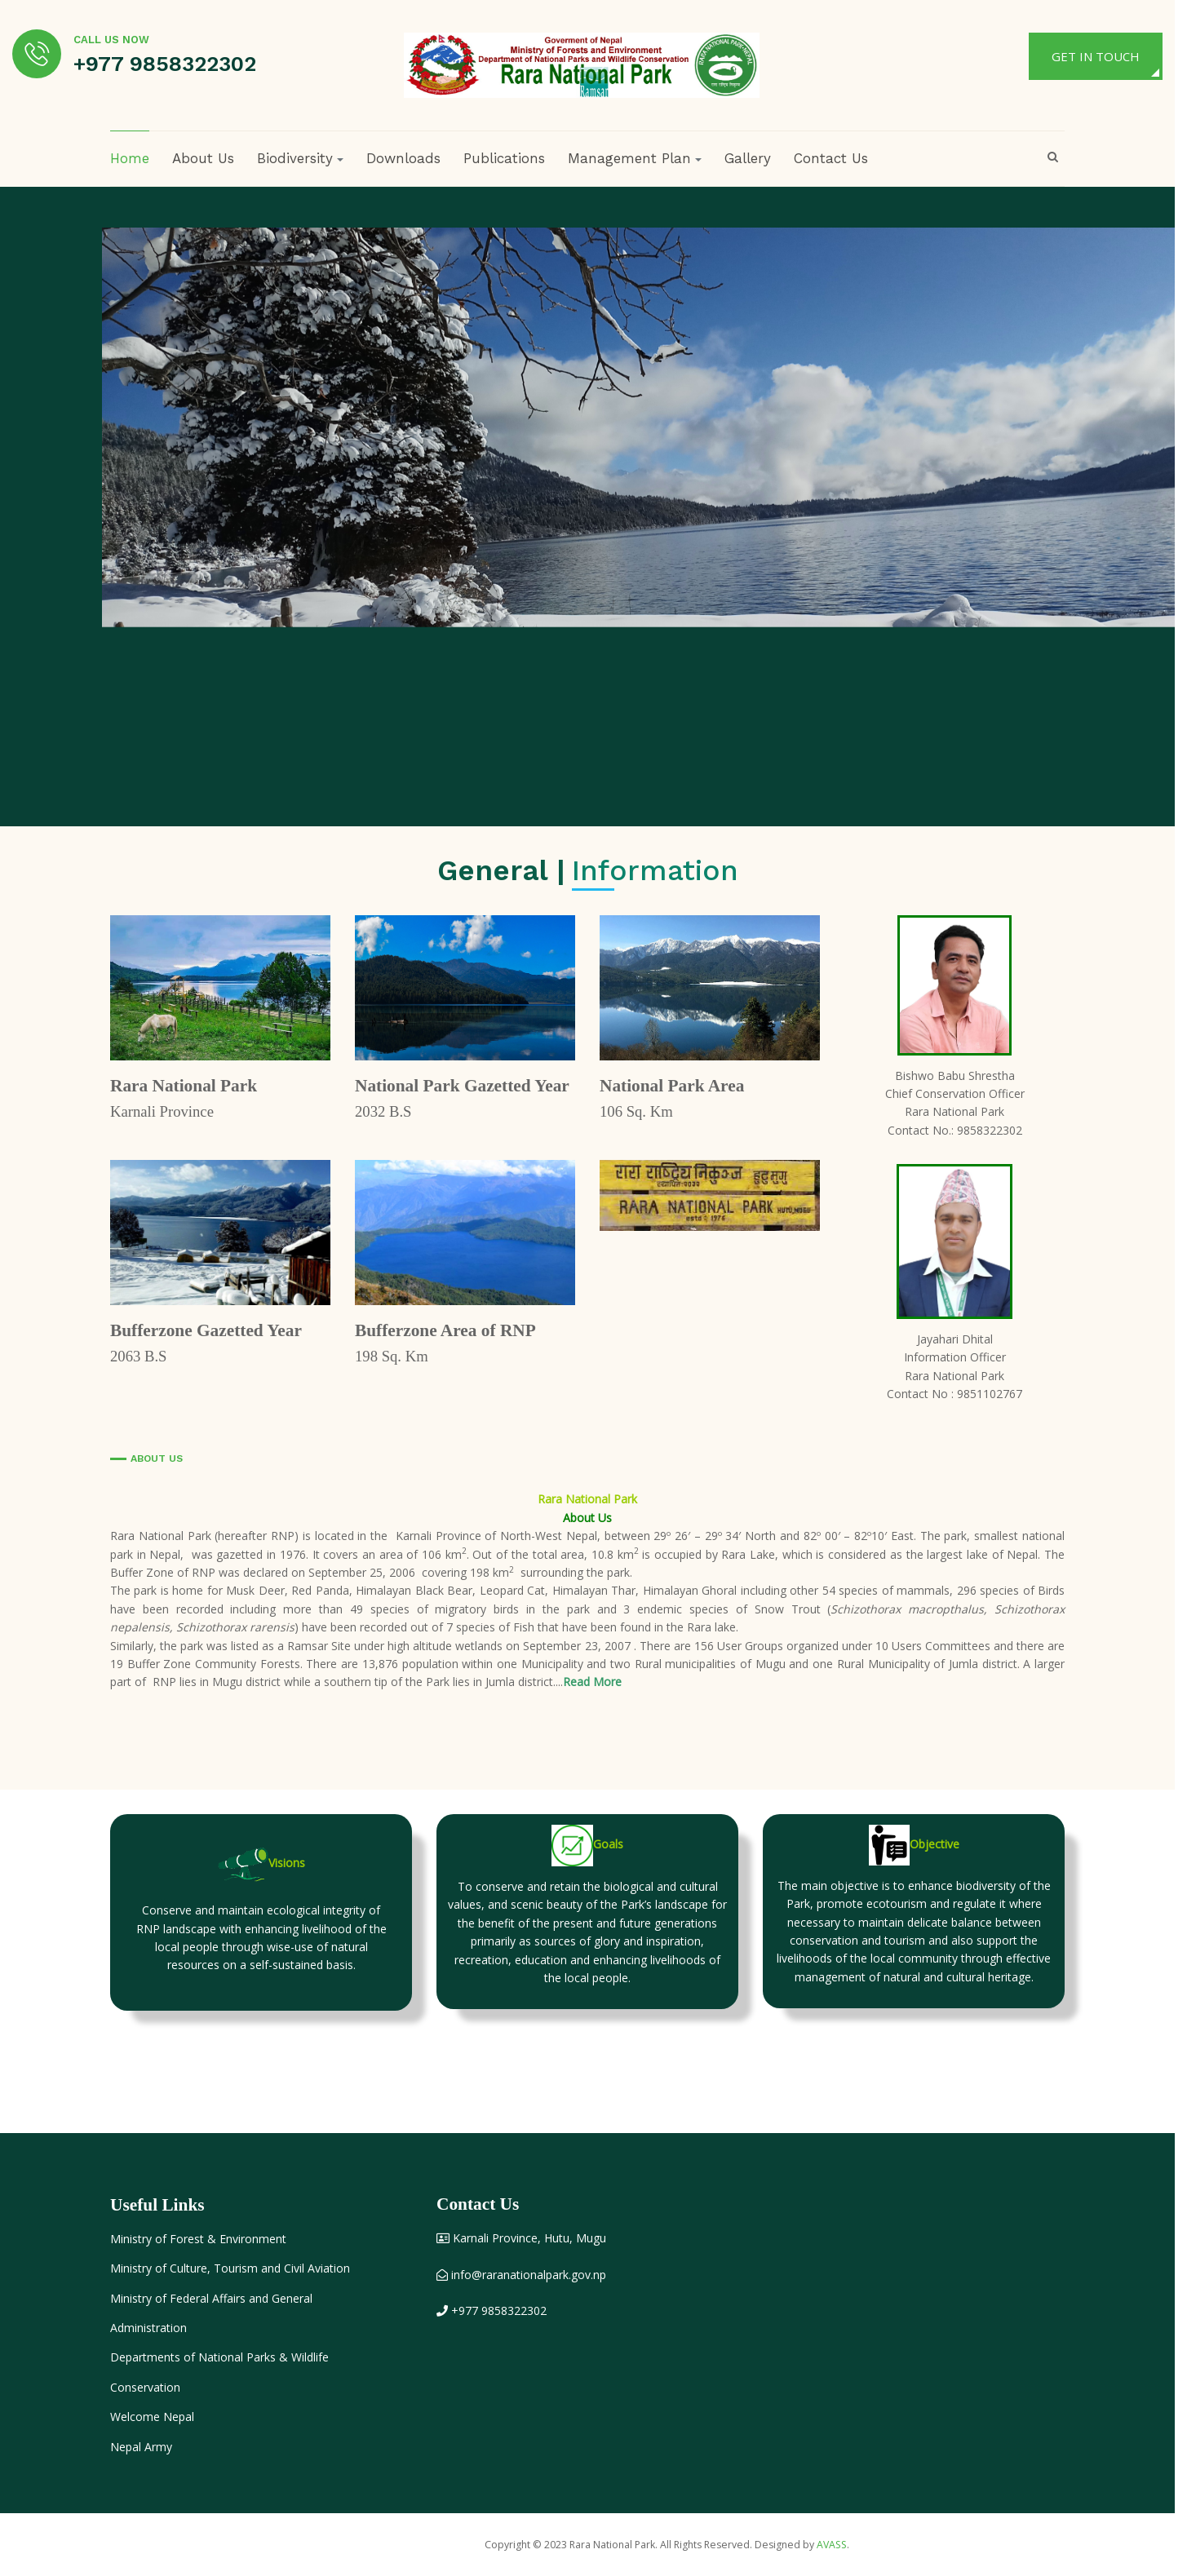 CALL US NOW
+977 9858322302
Goverment of Nepal
Ministry of Forests and Environment
Department of National Parks and Wildlife Conservation
Rara National Park
Ramsar
GET IN TOUCH
Home About Us Biodiversity Downloads Publications Management Plan Gallery Contact Us
General | Information
Rara National Park
Karnali Province
National Park Gazetted Year
2032 B.S
National Park Area
106 Sq. Km
Bishwo Babu Shrestha
Chief Conservation Officer
Rara National Park
Contact No.: 9858322302
Bufferzone Gazetted Year
2063 B.S
Bufferzone Area of RNP
198 Sq. Km
रारा राष्ट्रिय निकुञ्ज हुटु मुगु
RARA NATIONAL PARK HUTU, MUGU
ESTD 1976
Jayahari Dhital
Information Officer
Rara National Park
Contact No : 9851102767
ABOUT US
Rara National Park
About Us
Rara National Park (hereafter RNP) is located in the Karnali Province of North-West Nepal, between 29º 26′ – 29º 34′ North and 82º 00′ – 82º10′ East. The park, smallest national
park in Nepal, was gazetted in 1976. It covers an area of 106 km². Out of the total area, 10.8 km² is occupied by Rara Lake, which is considered as the largest lake of Nepal. The
Buffer Zone of RNP was declared on September 25, 2006 covering 198 km² surrounding the park.
The park is home for Musk Deer, Red Panda, Himalayan Black Bear, Leopard Cat, Himalayan Thar, Himalayan Ghoral including other 54 species of mammals, 296 species of Birds
have been recorded including more than 49 species of migratory birds in the park and 3 endemic species of Snow Trout (Schizothorax macropthalus, Schizothorax
nepalensis, Schizothorax rarensis) have been recorded out of 7 species of Fish that have been found in the Rara lake.
Similarly, the park was listed as a Ramsar Site under high altitude wetlands on September 23, 2007 . There are 156 User Groups organized under 10 Users Committees and there are
19 Buffer Zone Community Forests. There are 13,876 population within one Municipality and two Rural municipalities of Mugu and one Rural Municipality of Jumla district. A larger
part of RNP lies in Mugu district while a southern tip of the Park lies in Jumla district....Read More
Visions
Conserve and maintain ecological integrity of
RNP landscape with enhancing livelihood of the
local people through wise-use of natural
resources on a self-sustained basis.
Goals
To conserve and retain the biological and cultural
values, and scenic beauty of the Park's landscape for
the benefit of the present and future generations
primarily as sources of glory and inspiration,
recreation, education and enhancing livelihoods of
the local people.
Objective
The main objective is to enhance biodiversity of the
Park, promote ecotourism and regulate it where
necessary to maintain delicate balance between
conservation and tourism and also support the
livelihoods of the local community through effective
management of natural and cultural heritage.
Useful Links
Ministry of Forest & Environment
Ministry of Culture, Tourism and Civil Aviation
Ministry of Federal Affairs and General
Administration
Departments of National Parks & Wildlife
Conservation
Welcome Nepal
Nepal Army
Contact Us
Karnali Province, Hutu, Mugu
info@raranationalpark.gov.np
+977 9858322302
Copyright © 2023 Rara National Park. All Rights Reserved. Designed by AVASS.